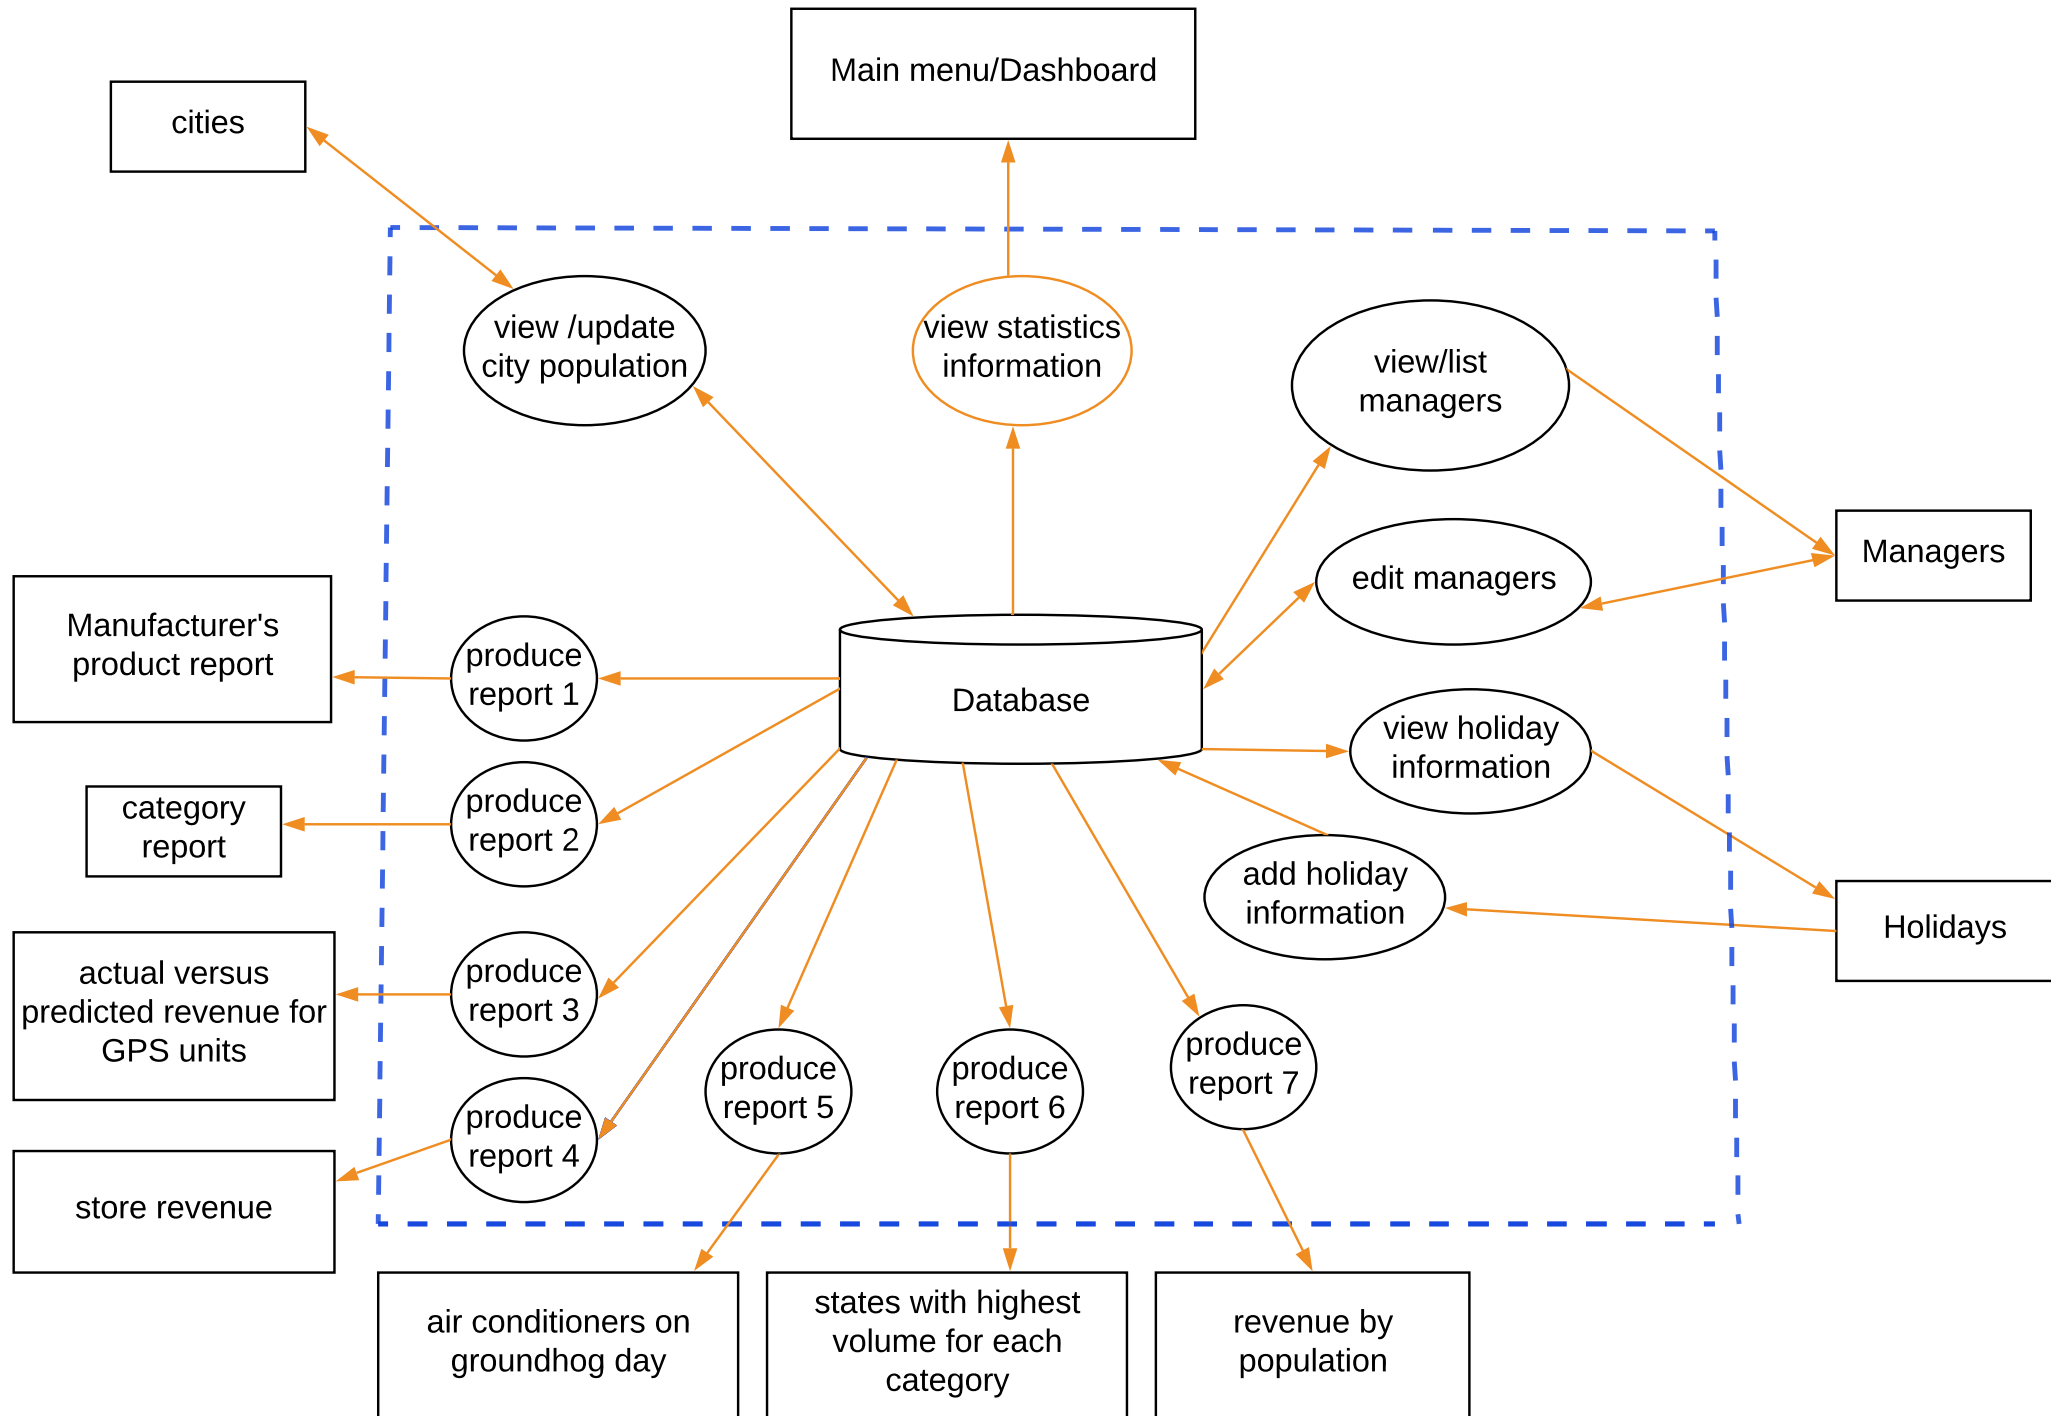 Main menu/Dashboard
cities
view /update
city population
view statistics
information
view/list
managers
edit managers
Managers
Manufacturer's
product report
produce
report 1
Database
view holiday
information
category
report
produce
report 2
add holiday
information
Holidays
actual versus
predicted revenue for
GPS units
produce
report 3
produce
report 4
produce
report 5
produce
report 6
produce
report 7
store revenue
air conditioners on
groundhog day
states with highest
volume for each
category
revenue by
population